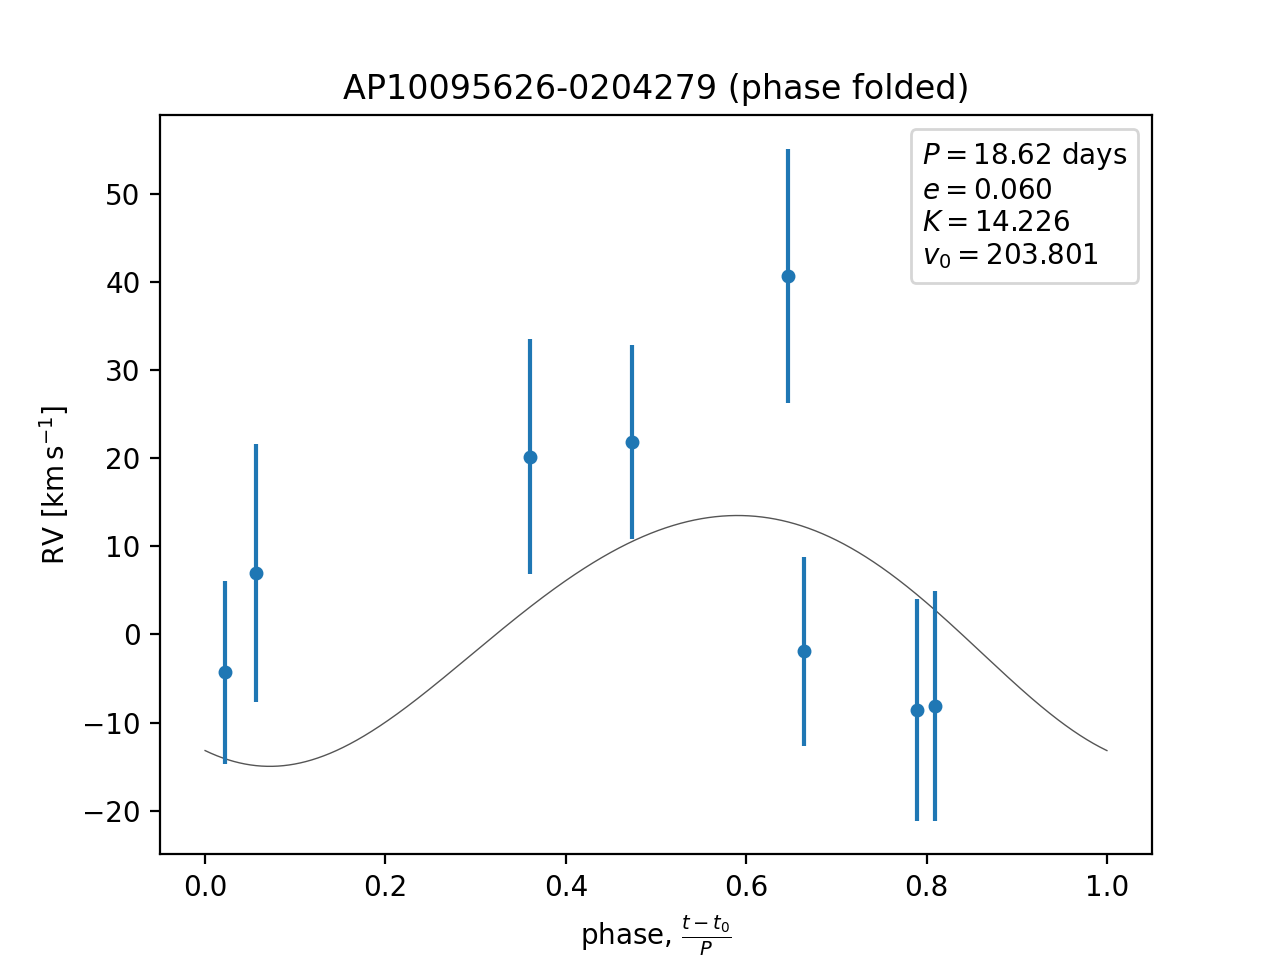 AP10095626-0204279 (phase folded)
P = 18.62 days
e = 0.060
K = 14.226
v₀ = 203.801
50
40
30
20
10
0
−10
−20
RV [km s⁻¹]
0.0 0.2 0.4 0.6 0.8 1.0
phase, (t − t₀)/P